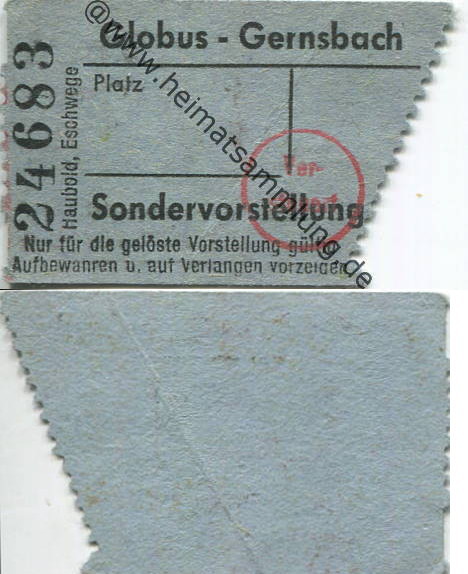 Globus - Gernsbach
Platz
24683
Haubold, Eschwege
Sondervorstellung
Nur für die gelöste Vorstellung gültig
Aufbewahren u. auf Verlangen vorzeigen
@www.heimatsammlung.de